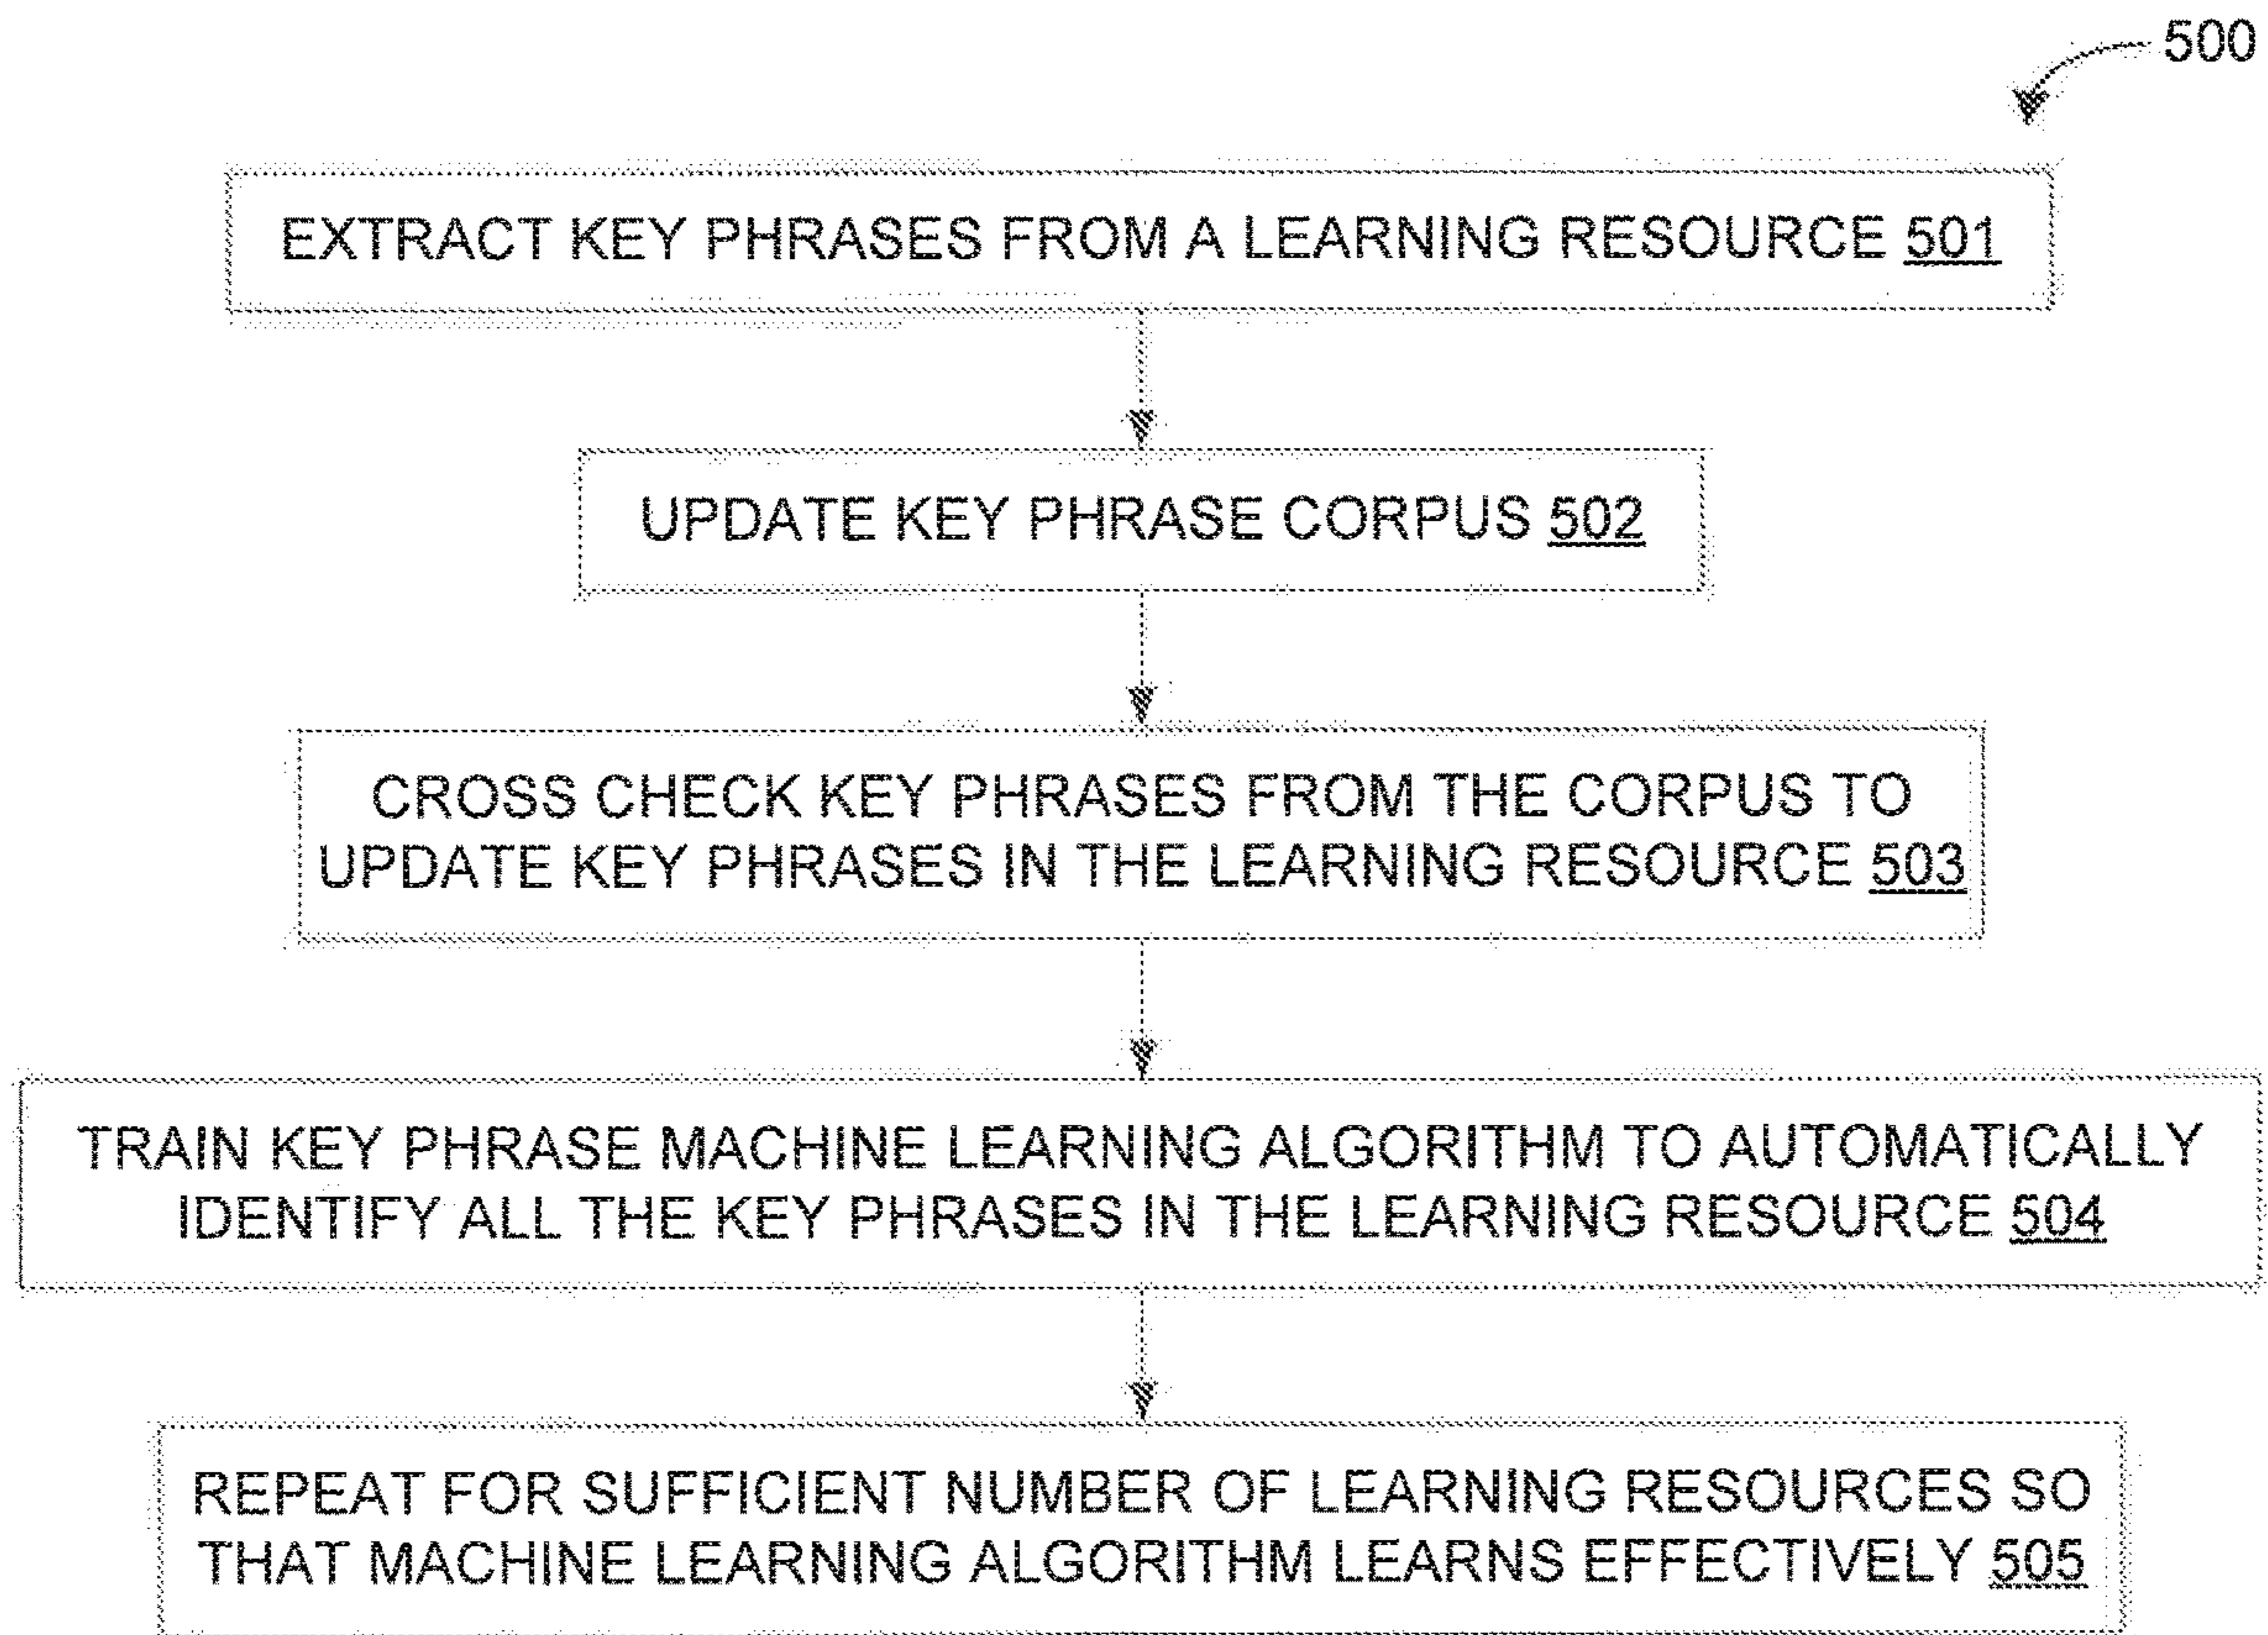 500
EXTRACT KEY PHRASES FROM A LEARNING RESOURCE 501
UPDATE KEY PHRASE CORPUS 502
CROSS CHECK KEY PHRASES FROM THE CORPUS TO
UPDATE KEY PHRASES IN THE LEARNING RESOURCE 503
TRAIN KEY PHRASE MACHINE LEARNING ALGORITHM TO AUTOMATICALLY
IDENTIFY ALL THE KEY PHRASES IN THE LEARNING RESOURCE 504
REPEAT FOR SUFFICIENT NUMBER OF LEARNING RESOURCES SO
THAT MACHINE LEARNING ALGORITHM LEARNS EFFECTIVELY 505